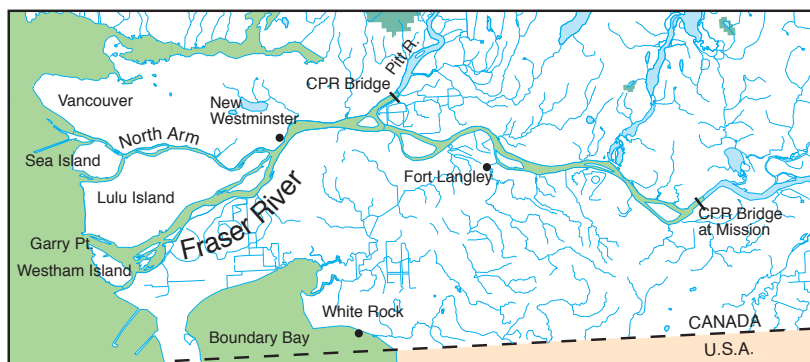 Pitt R.
CPR Bridge
Vancouver
New
Westminster
North Arm
Sea Island
Fort Langley
Lulu Island
Fraser River
CPR Bridge
at Mission
Garry Pt.
Westham Island
White Rock
Boundary Bay
CANADA
U.S.A.